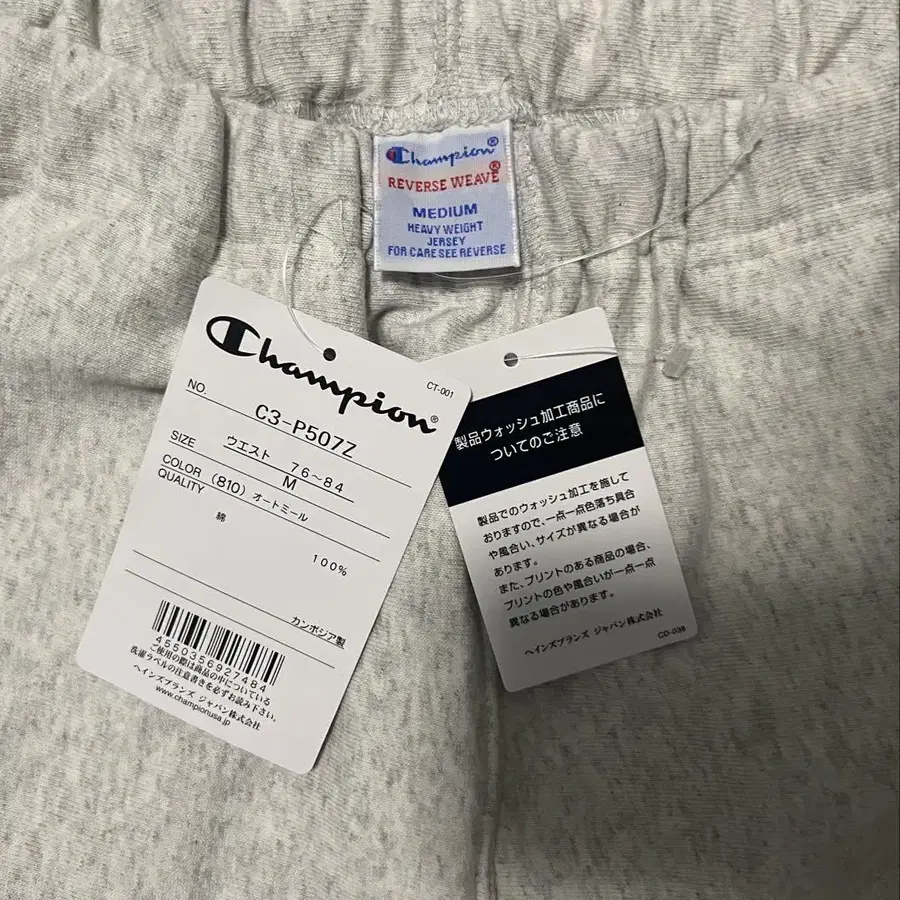 Champion®
REVERSE WEAVE®
MEDIUM
HEAVY WEIGHT
JERSEY
FOR CARE SEE REVERSE
Champion®
CT-001
NO. C3-P507Z
SIZE ウエスト 76~84
M
COLOR (810) オートミール
QUALITY
綿 100%
カンボジア製
4550356927484
ご使用の際は商品の中についている
洗濯ラベルの注意書きを必ずお読み下さい。
ヘインズブランズ ジャパン株式会社
www.championusa.jp
製品ウォッシュ加工商品に
ついてのご注意
製品でのウォッシュ加工を施して
おりますので、一点一点色落ち具合
や風合い、サイズが異なる場合が
あります。
また、プリントのある商品の場合、
プリントの色や風合いが一点一点
異なる場合があります。
ヘインズブランズ ジャパン株式会社
CD-036